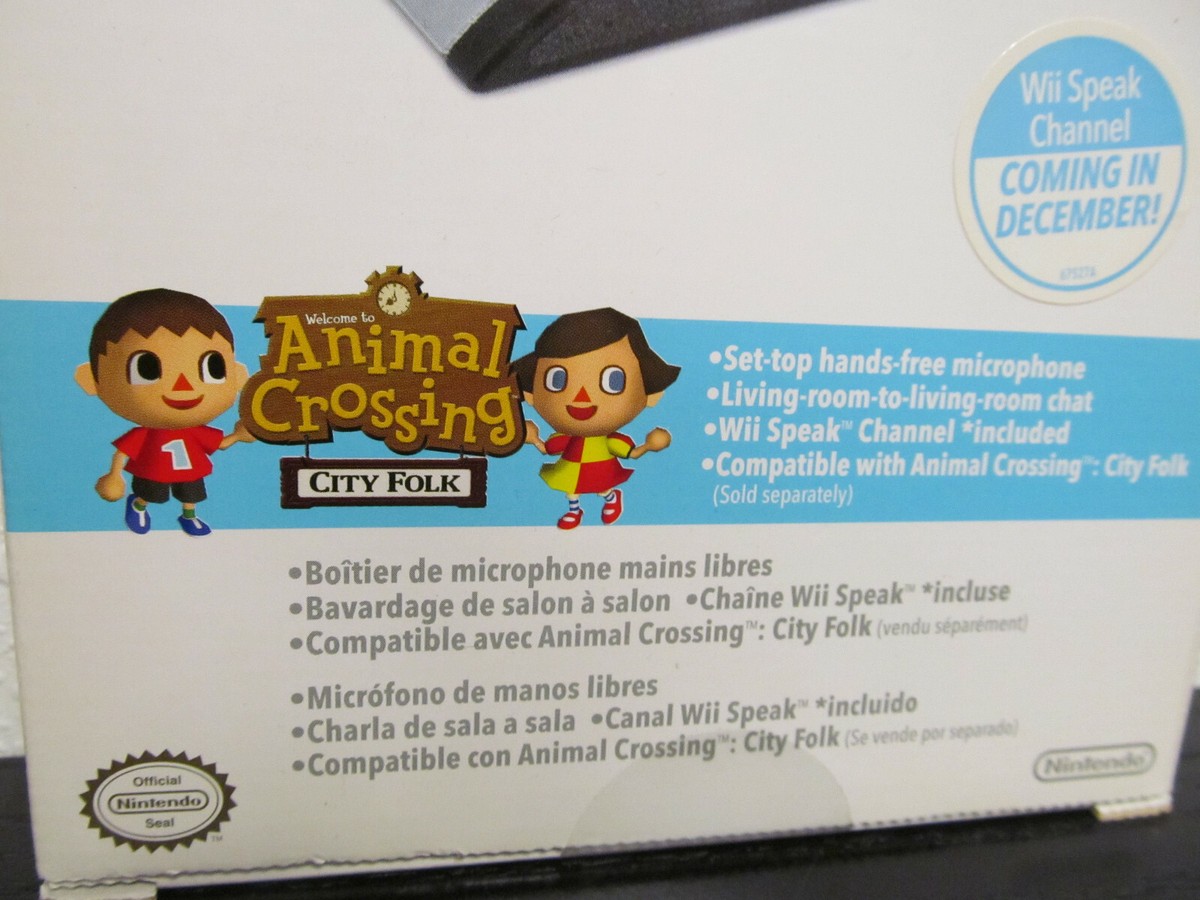 Wii Speak
Channel
COMING IN
DECEMBER!
67527A
Welcome to
Animal
Crossing™
CITY FOLK
1
•Set-top hands-free microphone
•Living-room-to-living-room chat
•Wii Speak™ Channel *included
•Compatible with Animal Crossing™: City Folk
(Sold separately)
•Boîtier de microphone mains libres
•Bavardage de salon à salon •Chaîne Wii Speak™ *incluse
•Compatible avec Animal Crossing™: City Folk (vendu séparément)
•Micrófono de manos libres
•Charla de sala a sala •Canal Wii Speak™ *incluido
•Compatible con Animal Crossing™: City Folk (Se vende por separado)
Official
Nintendo
Seal
TM
Nintendo